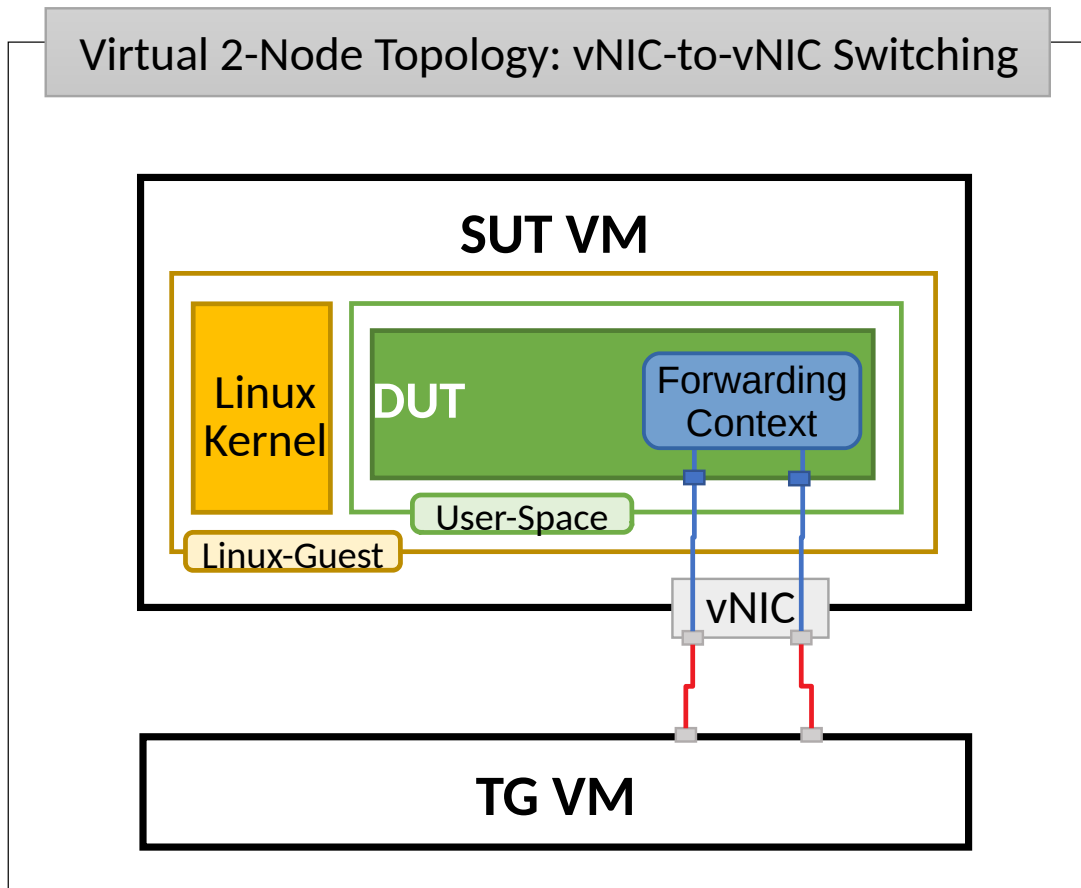 Virtual 2-Node Topology: vNIC-to-vNIC Switching
SUT VM
Linux
Kernel
DUT
Forwarding
Context
User-Space
Linux-Guest
vNIC
TG VM